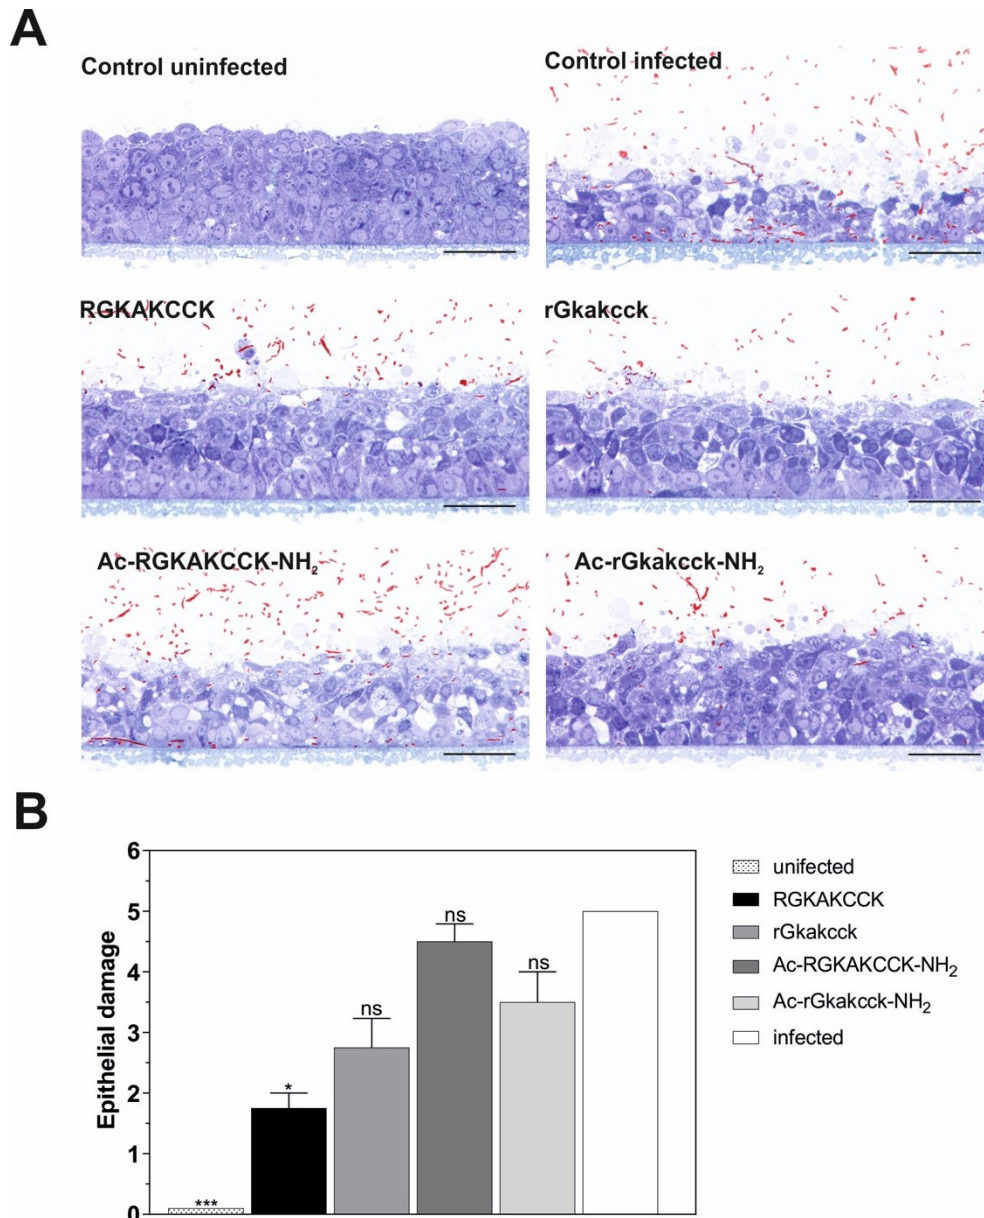 A
Control uninfected
Control infected
RGKAKCCK
rGkakcck
Ac-RGKAKCCK-NH₂
Ac-rGkakcck-NH₂
B
Epithelial damage
6
5
4
3
2
1
0
***
*
ns
ns
ns
unifected
RGKAKCCK
rGkakcck
Ac-RGKAKCCK-NH₂
Ac-rGkakcck-NH₂
infected